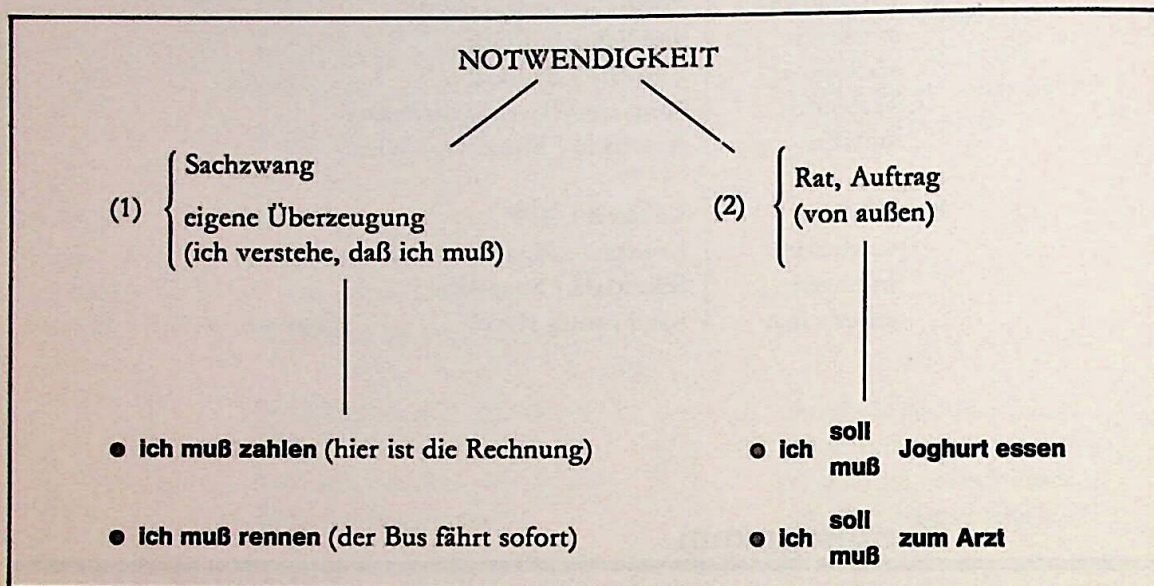 NOTWENDIGKEIT
(1)
Sachzwang
eigene Überzeugung
(ich verstehe, daß ich muß)
(2)
Rat, Auftrag
(von außen)
● ich muß zahlen (hier ist die Rechnung)
● ich muß rennen (der Bus fährt sofort)
● ich soll Joghurt essen
muß
● ich soll zum Arzt
muß